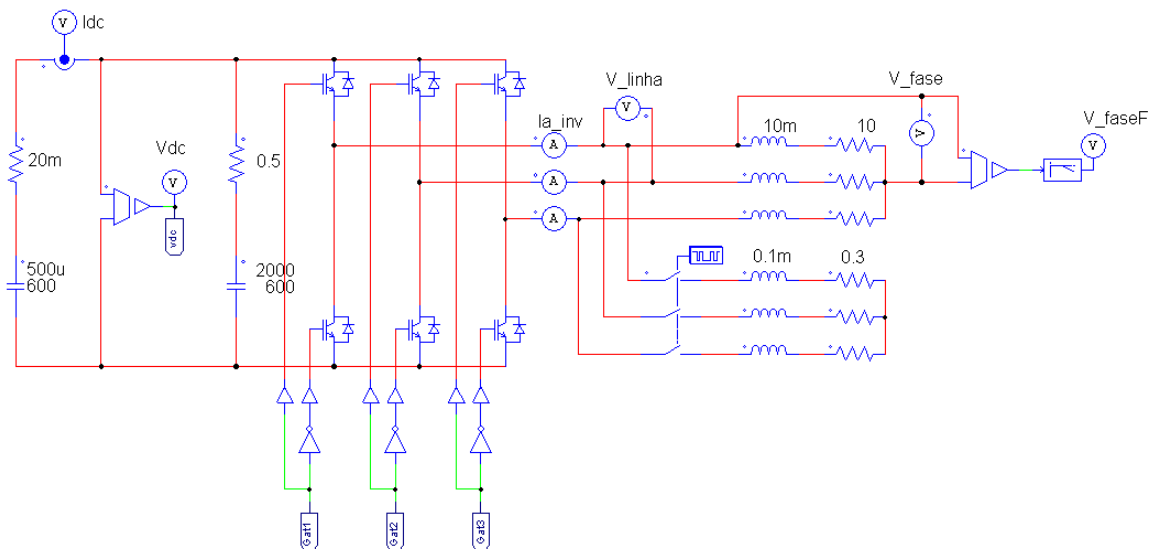 V
Idc
V_linha
V_fase
V_faseF
V
V
Ia_inv
10m
10
V
20m
Vdc
V
0.5
A
A
A
vdc
500u
600
2000
600
0.1m
0.3
Gat1
Gat2
Gat3